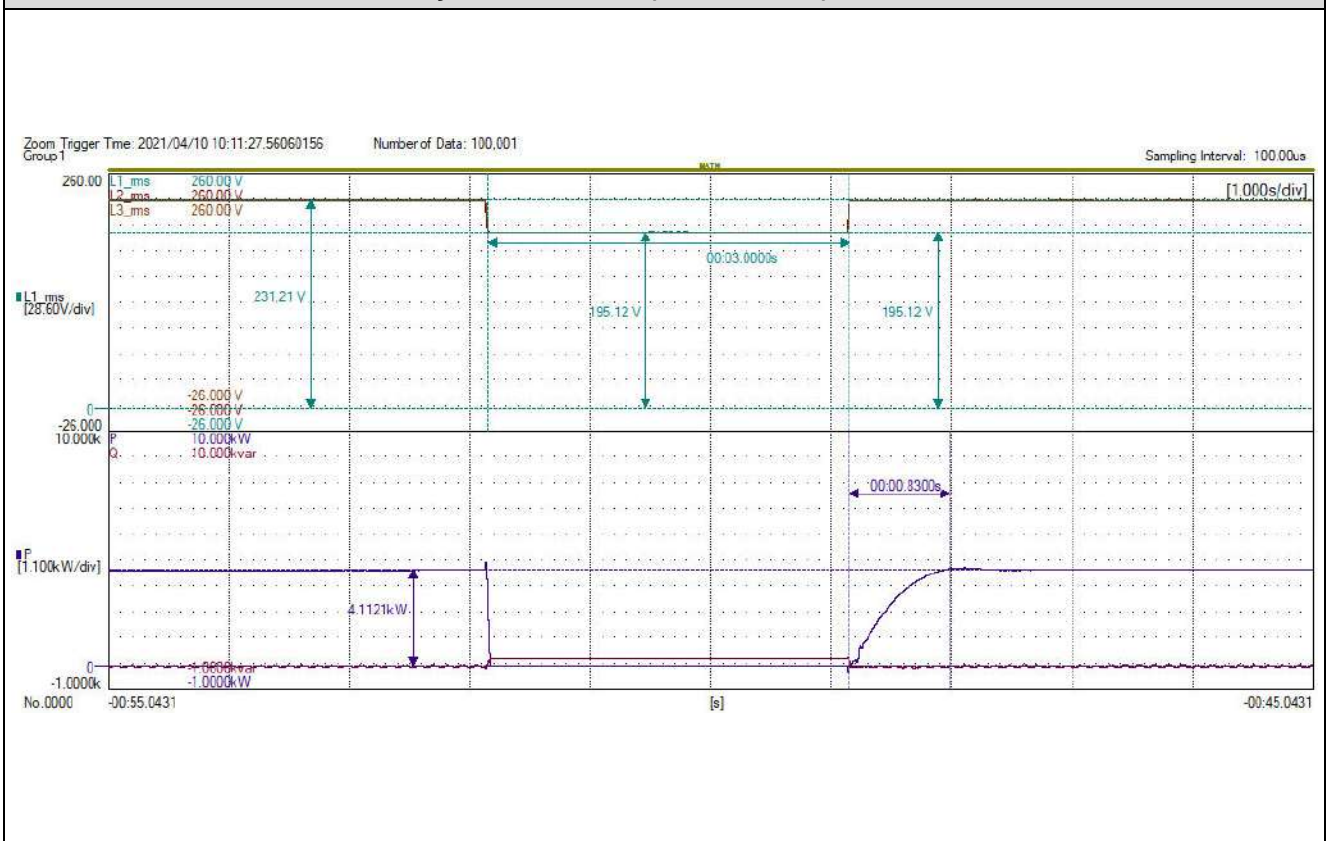 Zoom Trigger Time: 2021/04/10 10:11:27.56060156 Number of Data: 100,001
Group1
Sampling Interval: 100.00us
MATH
260.00 L1_rms 260.00 V
[1.000s/div]
L2_rms 260.00 V
L3_rms 260.00 V
00:03.0000s
L1_rms
[28.60V/div]
231.21 V
195.12 V
195.12 V
-26.000 V
0 -26.000 V
-26.000 -26.000 V
10.000k P 10.000kW
Q 10.000kvar
00:00.8300s
P
[1.100kW/div]
4.1121kW
0 -1.0000kvar
-1.0000k -1.0000kW
No.0000 -00:55.0431 [s] -00:45.0431